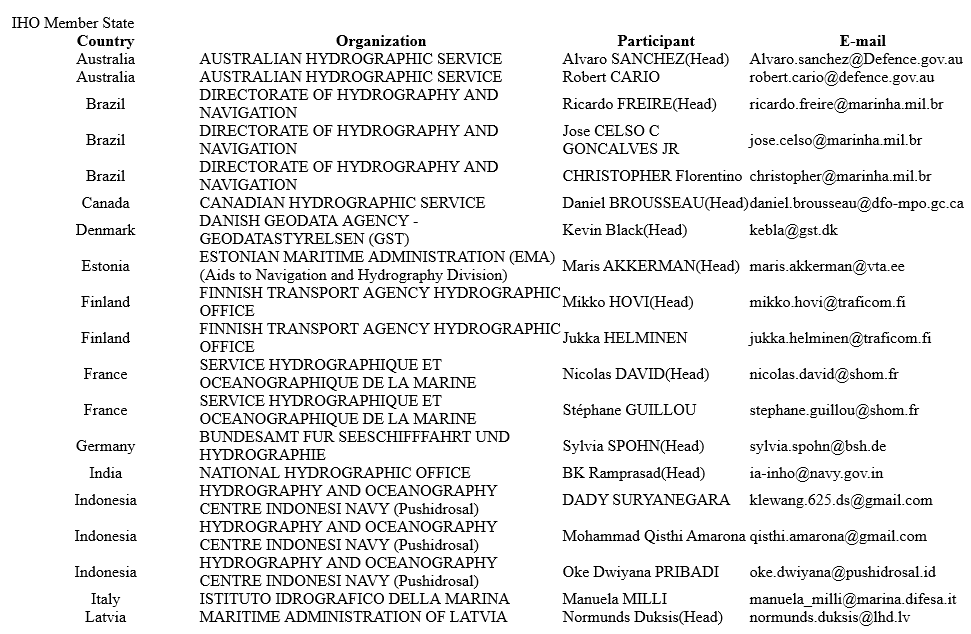 IHO Member State
Country Organization Participant E-mail
Australia AUSTRALIAN HYDROGRAPHIC SERVICE Alvaro SANCHEZ(Head) Alvaro.sanchez@Defence.gov.au
Australia AUSTRALIAN HYDROGRAPHIC SERVICE Robert CARIO robert.cario@defence.gov.au
Brazil DIRECTORATE OF HYDROGRAPHY AND
NAVIGATION Ricardo FREIRE(Head) ricardo.freire@marinha.mil.br
Brazil DIRECTORATE OF HYDROGRAPHY AND
NAVIGATION Jose CELSO C
GONCALVES JR jose.celso@marinha.mil.br
Brazil DIRECTORATE OF HYDROGRAPHY AND
NAVIGATION CHRISTOPHER Florentino christopher@marinha.mil.br
Canada CANADIAN HYDROGRAPHIC SERVICE Daniel BROUSSEAU(Head) daniel.brousseau@dfo-mpo.gc.ca
Denmark DANISH GEODATA AGENCY -
GEODATASTYRELSEN (GST) Kevin Black(Head) kebla@gst.dk
Estonia ESTONIAN MARITIME ADMINISTRATION (EMA)
(Aids to Navigation and Hydrography Division) Maris AKKERMAN(Head) maris.akkerman@vta.ee
Finland FINNISH TRANSPORT AGENCY HYDROGRAPHIC
OFFICE Mikko HOVI(Head) mikko.hovi@traficom.fi
Finland FINNISH TRANSPORT AGENCY HYDROGRAPHIC
OFFICE Jukka HELMINEN jukka.helminen@traficom.fi
France SERVICE HYDROGRAPHIQUE ET
OCEANOGRAPHIQUE DE LA MARINE Nicolas DAVID(Head) nicolas.david@shom.fr
France SERVICE HYDROGRAPHIQUE ET
OCEANOGRAPHIQUE DE LA MARINE Stéphane GUILLOU stephane.guillou@shom.fr
Germany BUNDESAMT FUR SEESCHIFFFAHRT UND
HYDROGRAPHIE Sylvia SPOHN(Head) sylvia.spohn@bsh.de
India NATIONAL HYDROGRAPHIC OFFICE BK Ramprasad(Head) ia-inho@navy.gov.in
Indonesia HYDROGRAPHY AND OCEANOGRAPHY
CENTRE INDONESI NAVY (Pushidrosal) DADY SURYANEGARA klewang.625.ds@gmail.com
Indonesia HYDROGRAPHY AND OCEANOGRAPHY
CENTRE INDONESI NAVY (Pushidrosal) Mohammad Qisthi Amarona qisthi.amarona@gmail.com
Indonesia HYDROGRAPHY AND OCEANOGRAPHY
CENTRE INDONESI NAVY (Pushidrosal) Oke Dwiyana PRIBADI oke.dwiyana@pushidrosal.id
Italy ISTITUTO IDROGRAFICO DELLA MARINA Manuela MILLI manuela_milli@marina.difesa.it
Latvia MARITIME ADMINISTRATION OF LATVIA Normunds Duksis(Head) normunds.duksis@lhd.lv